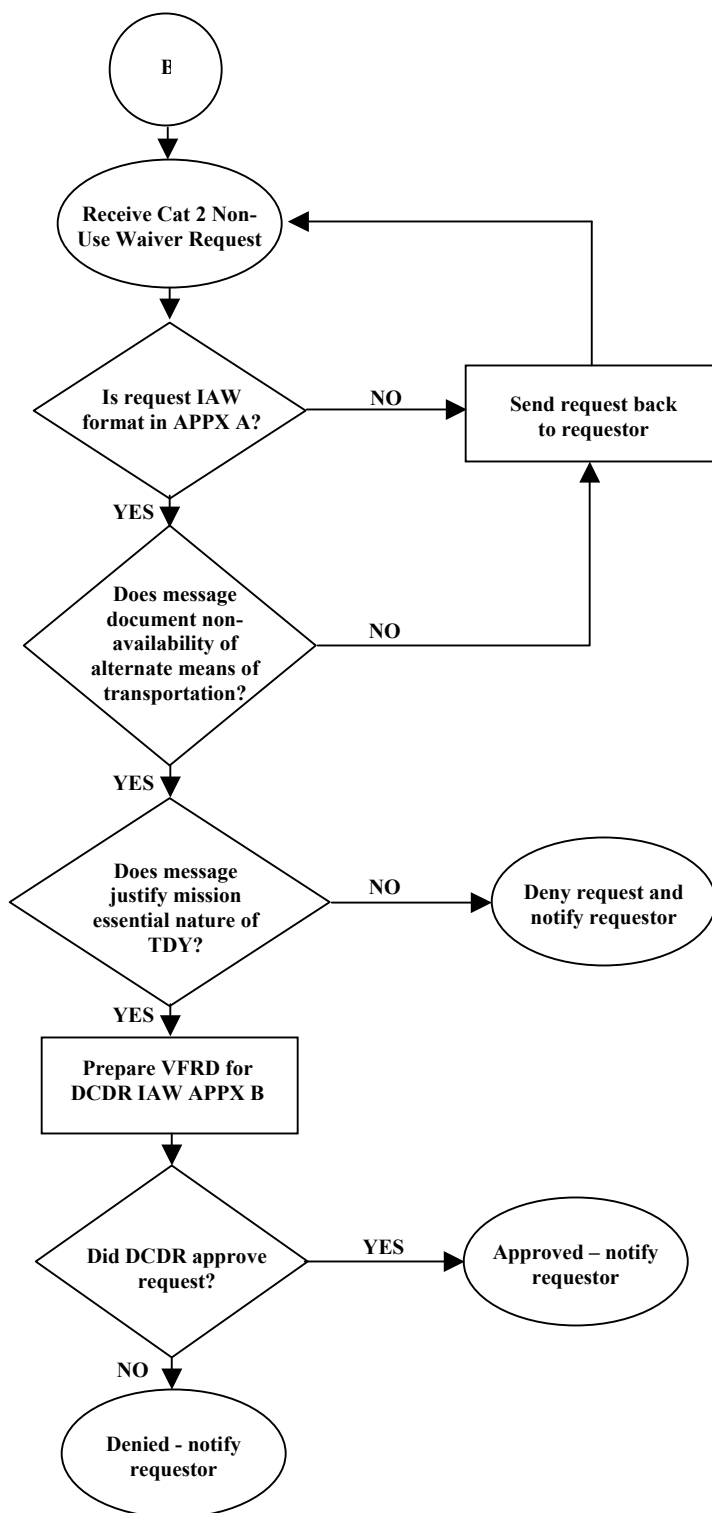 B
Receive Cat 2 Non-
Use Waiver Request
Is request IAW
format in APPX A?
NO
Send request back
to requestor
YES
Does message
document non-
availability of
alternate means of
transportation?
NO
YES
Does message
justify mission
essential nature of
TDY?
NO
Deny request and
notify requestor
YES
Prepare VFRD for
DCDR IAW APPX B
Did DCDR approve
request?
YES
Approved – notify
requestor
NO
Denied - notify
requestor